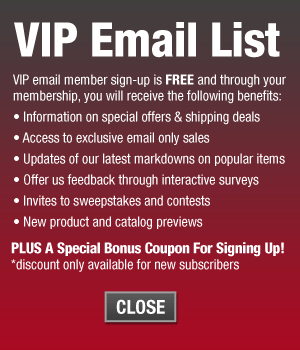 VIP Email List
VIP email member sign-up is FREE and through your
membership, you will receive the following benefits:
• Information on special offers & shipping deals
• Access to exclusive email only sales
• Updates of our latest markdowns on popular items
• Offer us feedback through interactive surveys
• Invites to sweepstakes and contests
• New product and catalog previews
PLUS A Special Bonus Coupon For Signing Up!
*discount only available for new subscribers
CLOSE